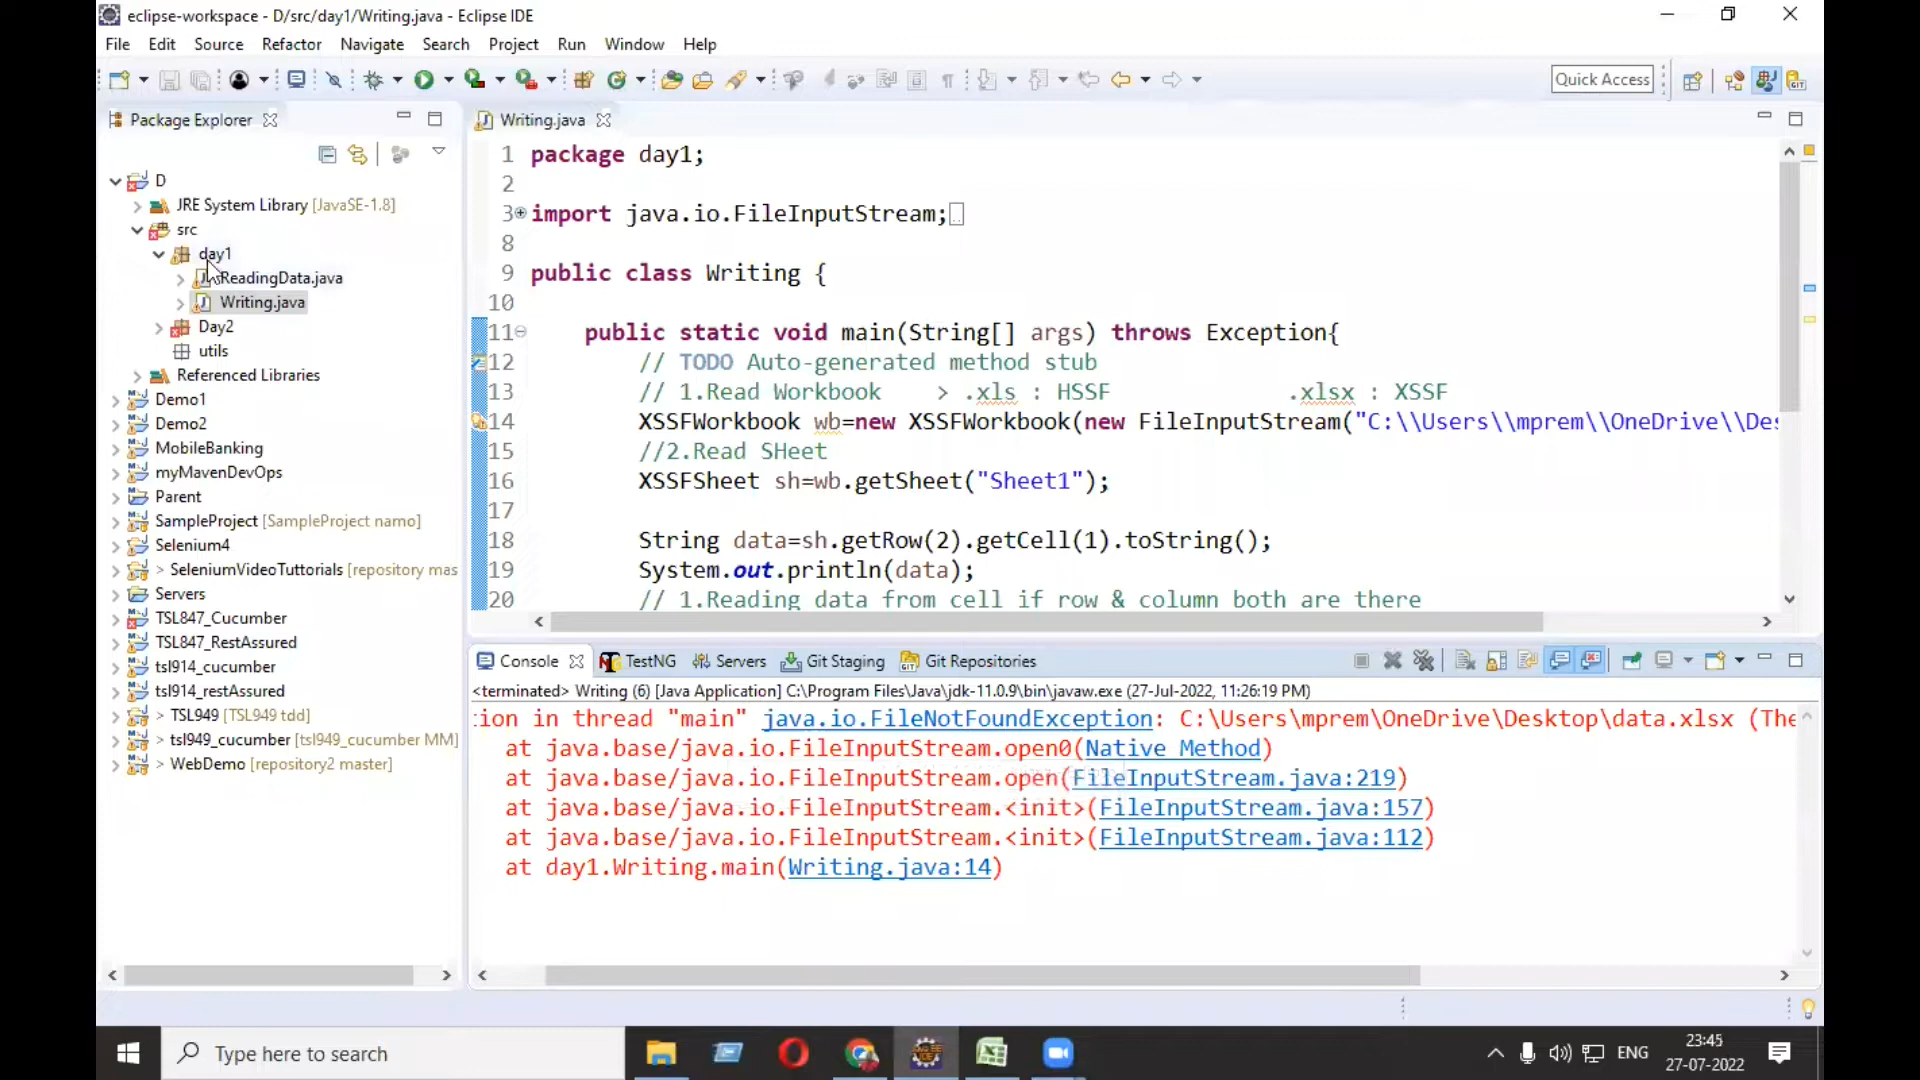 eclipse-workspace - D/src/day1/Writing.java - Eclipse IDE
File Edit Source Refactor Navigate Search Project Run Window Help
Quick Access
Package Explorer
D
JRE System Library [JavaSE-1.8]
src
day1
ReadingData.java
Writing.java
Day2
utils
Referenced Libraries
Demo1
Demo2
MobileBanking
myMavenDevOps
Parent
SampleProject [SampleProject namo]
Selenium4
> SeleniumVideoTuttorials [repository mas
Servers
TSL847_Cucumber
TSL847_RestAssured
tsl914_cucumber
tsl914_restAssured
> TSL949 [TSL949 tdd]
> tsl949_cucumber [tsl949_cucumber MM]
> WebDemo [repository2 master]
Writing.java
1 package day1;
2
3 import java.io.FileInputStream;
8
9 public class Writing {
10
11 public static void main(String[] args) throws Exception{
12 // TODO Auto-generated method stub
13 // 1.Read Workbook > .xls : HSSF .xlsx : XSSF
14 XSSFWorkbook wb=new XSSFWorkbook(new FileInputStream("C:\\Users\\mprem\\OneDrive\\Des
15 //2.Read SHeet
16 XSSFSheet sh=wb.getSheet("Sheet1");
17
18 String data=sh.getRow(2).getCell(1).toString();
19 System.out.println(data);
20 // 1.Reading data from cell if row & column both are there
Console TestNG Servers Git Staging Git Repositories
<terminated> Writing (6) [Java Application] C:\Program Files\Java\jdk-11.0.9\bin\javaw.exe (27-Jul-2022, 11:26:19 PM)
tion in thread "main" java.io.FileNotFoundException: C:\Users\mprem\OneDrive\Desktop\data.xlsx (The
at java.base/java.io.FileInputStream.open0(Native Method)
at java.base/java.io.FileInputStream.open(FileInputStream.java:219)
at java.base/java.io.FileInputStream.<init>(FileInputStream.java:157)
at java.base/java.io.FileInputStream.<init>(FileInputStream.java:112)
at day1.Writing.main(Writing.java:14)
Type here to search
ENG
23:45
27-07-2022